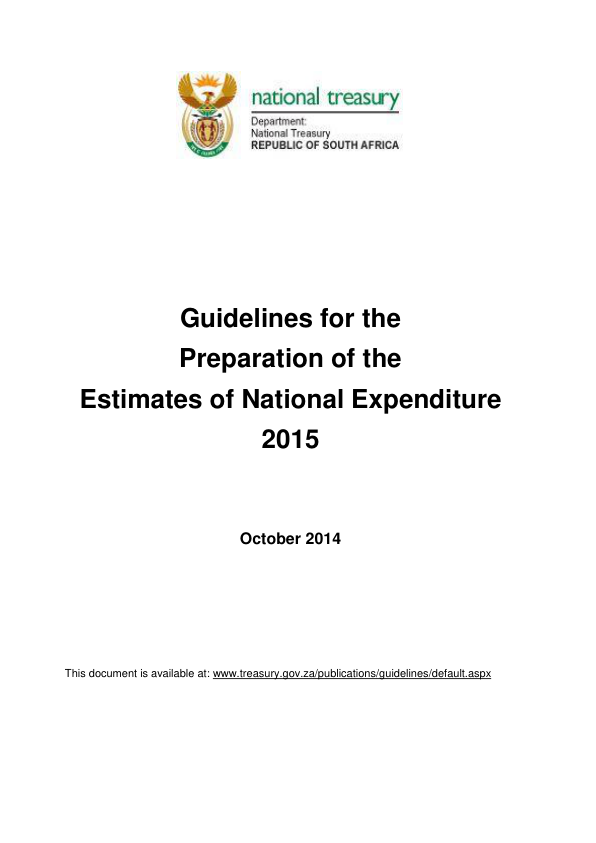 national treasury
Department:
National Treasury
REPUBLIC OF SOUTH AFRICA
Guidelines for the
Preparation of the
Estimates of National Expenditure
2015
October 2014
This document is available at: www.treasury.gov.za/publications/guidelines/default.aspx